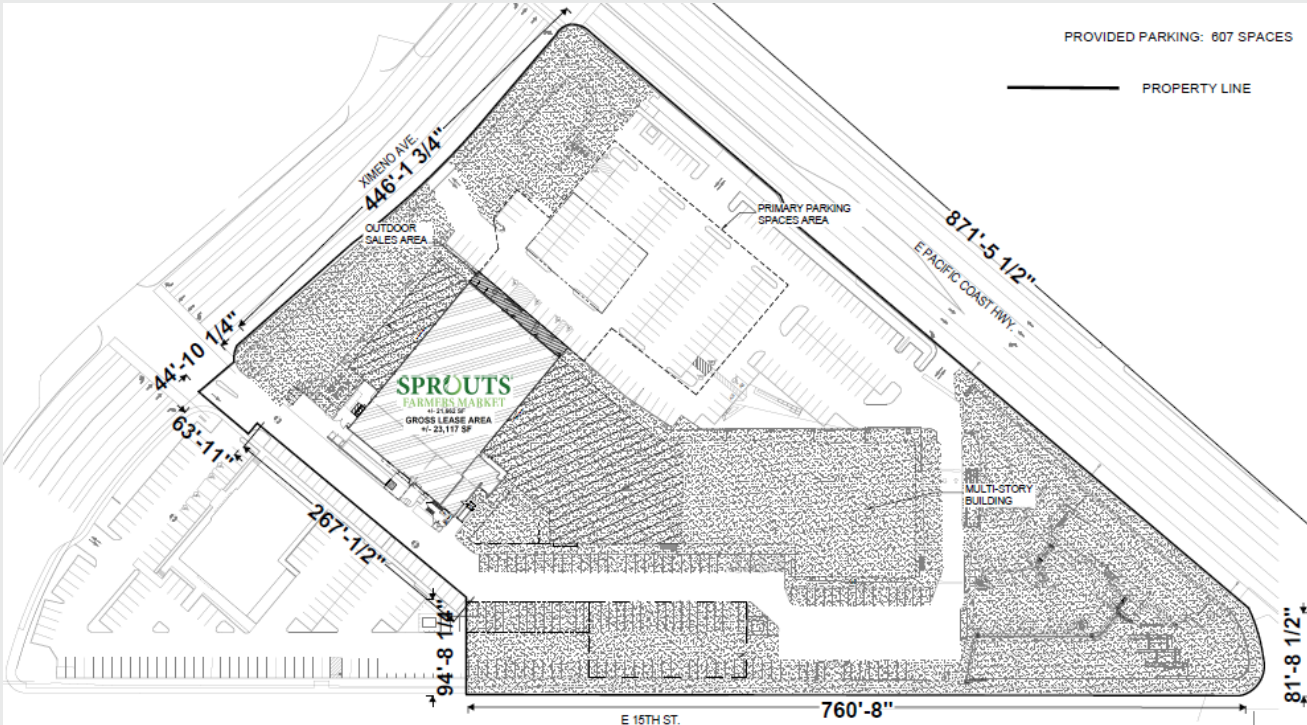 PROVIDED PARKING: 607 SPACES
PROPERTY LINE
XIMENO AVE.
446'-1 3/4"
OUTDOOR
SALES AREA
PRIMARY PARKING
SPACES AREA
871'-5 1/2"
E PACIFIC COAST HWY.
44'-10 1/4"
63'-11"
SPROUTS
FARMERS MARKET
GROSS LEASE AREA
+/- 23,117 SF
267'-1/2"
MULTI-STORY
BUILDING
94'-8 1/4"
81'-8 1/2"
760'-8"
E 15TH ST.